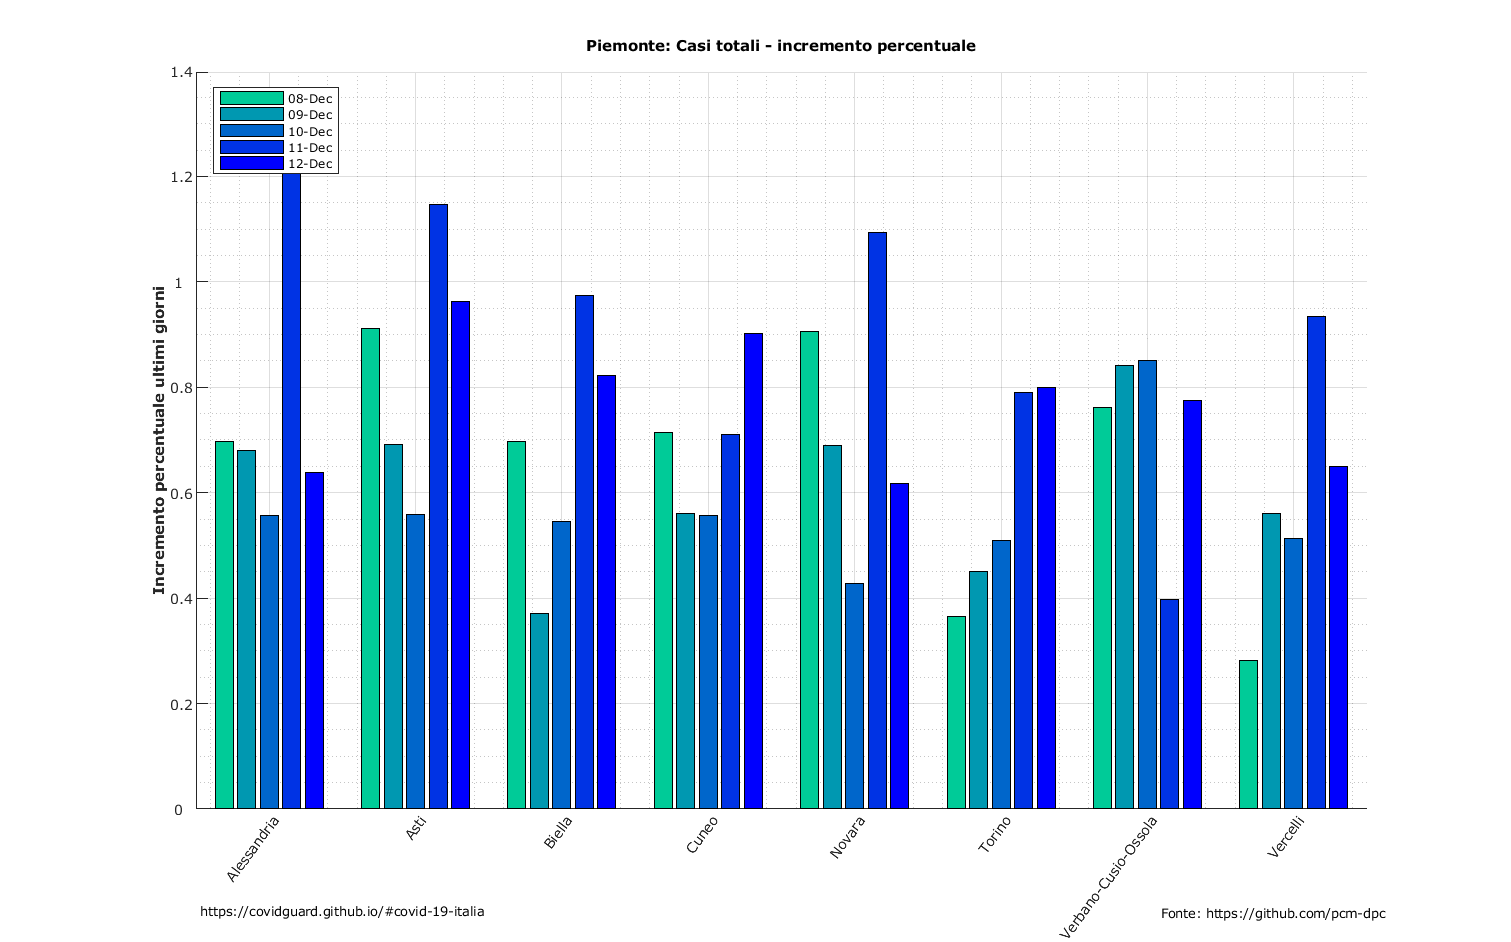 Piemonte: Casi totali - incremento percentuale
1.4
1.2
1
0.8
0.6
0.4
0.2
0
Incremento percentuale ultimi giorni
08-Dec
09-Dec
10-Dec
11-Dec
12-Dec
Alessandria
Asti
Biella
Cuneo
Novara
Torino
Verbano-Cusio-Ossola
Vercelli
https://covidguard.github.io/#covid-19-italia
Fonte: https://github.com/pcm-dpc